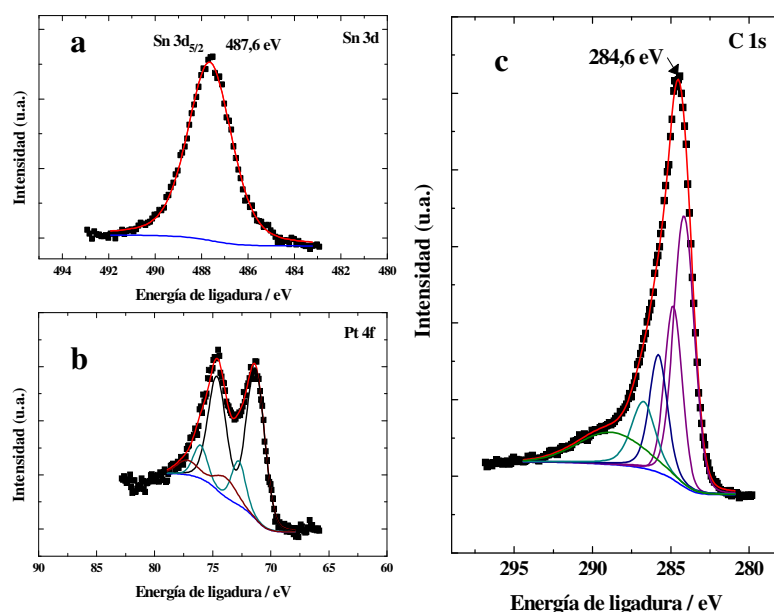 a
Sn 3d5/2 487,6 eV
Sn 3d
Intensidad (u.a.)
494 492 490 488 486 484 482 480
Energía de ligadura / eV
b
Pt 4f
Intensidad (u.a.)
90 85 80 75 70 65 60
Energía de ligadura / eV
c
C 1s
284,6 eV
Intensidad (u.a.)
295 290 285 280
Energía de ligadura / eV